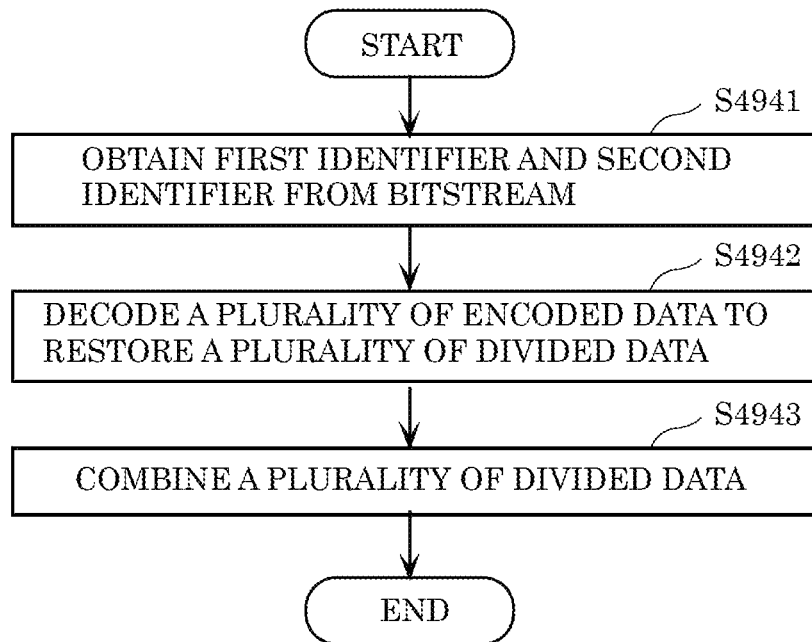 START
S4941
OBTAIN FIRST IDENTIFIER AND SECOND
IDENTIFIER FROM BITSTREAM
S4942
DECODE A PLURALITY OF ENCODED DATA TO
RESTORE A PLURALITY OF DIVIDED DATA
S4943
COMBINE A PLURALITY OF DIVIDED DATA
END